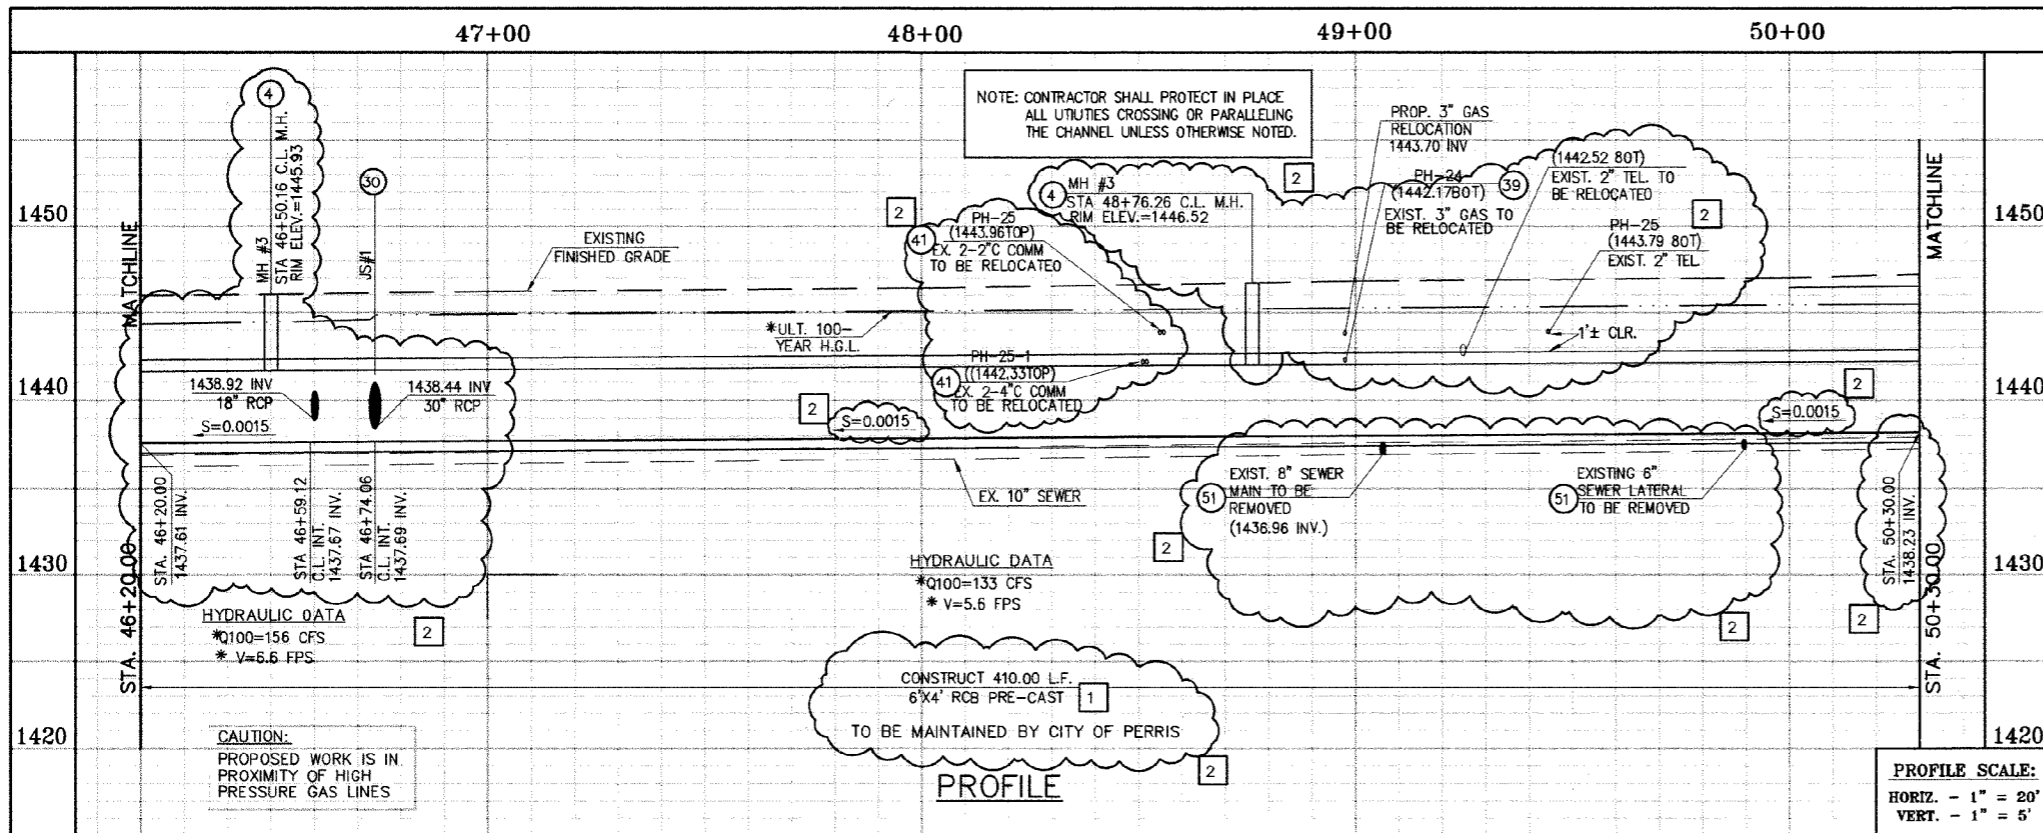 47+00
48+00
49+00
50+00
1450
1440
1430
1420
1450
1440
1430
1420
MATCHLINE
STA. 46+20.00
MATCHLINE
STA. 50+30.00
4
MH #3
STA 46+50.16 C.L. M.H.
RIM ELEV.=1445.93
30
JS#1
EXISTING
FINISHED GRADE
NOTE: CONTRACTOR SHALL PROTECT IN PLACE
ALL UTILITIES CROSSING OR PARALLELING
THE CHANNEL UNLESS OTHERWISE NOTED.
2
4
MH #3
STA 48+76.26 C.L. M.H.
RIM ELEV.=1446.52
PROP. 3" GAS
RELOCATION
1443.70 INV
PH-24
(1442.17BOT)
EXIST. 3" GAS TO
BE RELOCATED
39
(1442.52 BOT)
EXIST. 2" TEL. TO
BE RELOCATED
2
PH-25
(1443.79 BOT)
EXIST. 2" TEL.
1'± CLR.
2
41
PH-25
(1443.96TOP)
EX. 2-2"C COMM
TO BE RELOCATED
*ULT. 100-
YEAR H.G.L.
41
PH-25-1
((1442.33TOP)
EX. 2-4"C COMM
TO BE RELOCATED
1438.92 INV
18" RCP
1438.44 INV
30" RCP
S=0.0015
2
S=0.0015
2
S=0.0015
STA. 46+20.00
1437.61 INV.
STA 46+59.12
C.L. INT.
1437.67 INV.
STA 46+74.06
C.L. INT.
1437.69 INV.
EX. 10" SEWER
51
EXIST. 8" SEWER
MAIN TO BE
REMOVED
(1436.96 INV.)
51
EXISTING 6"
SEWER LATERAL
TO BE REMOVED
STA. 50+30.00
1438.23 INV.
2
2
2
HYDRAULIC DATA
*Q100=156 CFS
* V=6.6 FPS
2
HYDRAULIC DATA
*Q100=133 CFS
* V=5.6 FPS
CONSTRUCT 410.00 L.F.
6'X4' RCB PRE-CAST
1
TO BE MAINTAINED BY CITY OF PERRIS
2
CAUTION:
PROPOSED WORK IS IN
PROXIMITY OF HIGH
PRESSURE GAS LINES
PROFILE
PROFILE SCALE:
HORIZ. - 1" = 20'
VERT. - 1" = 5'